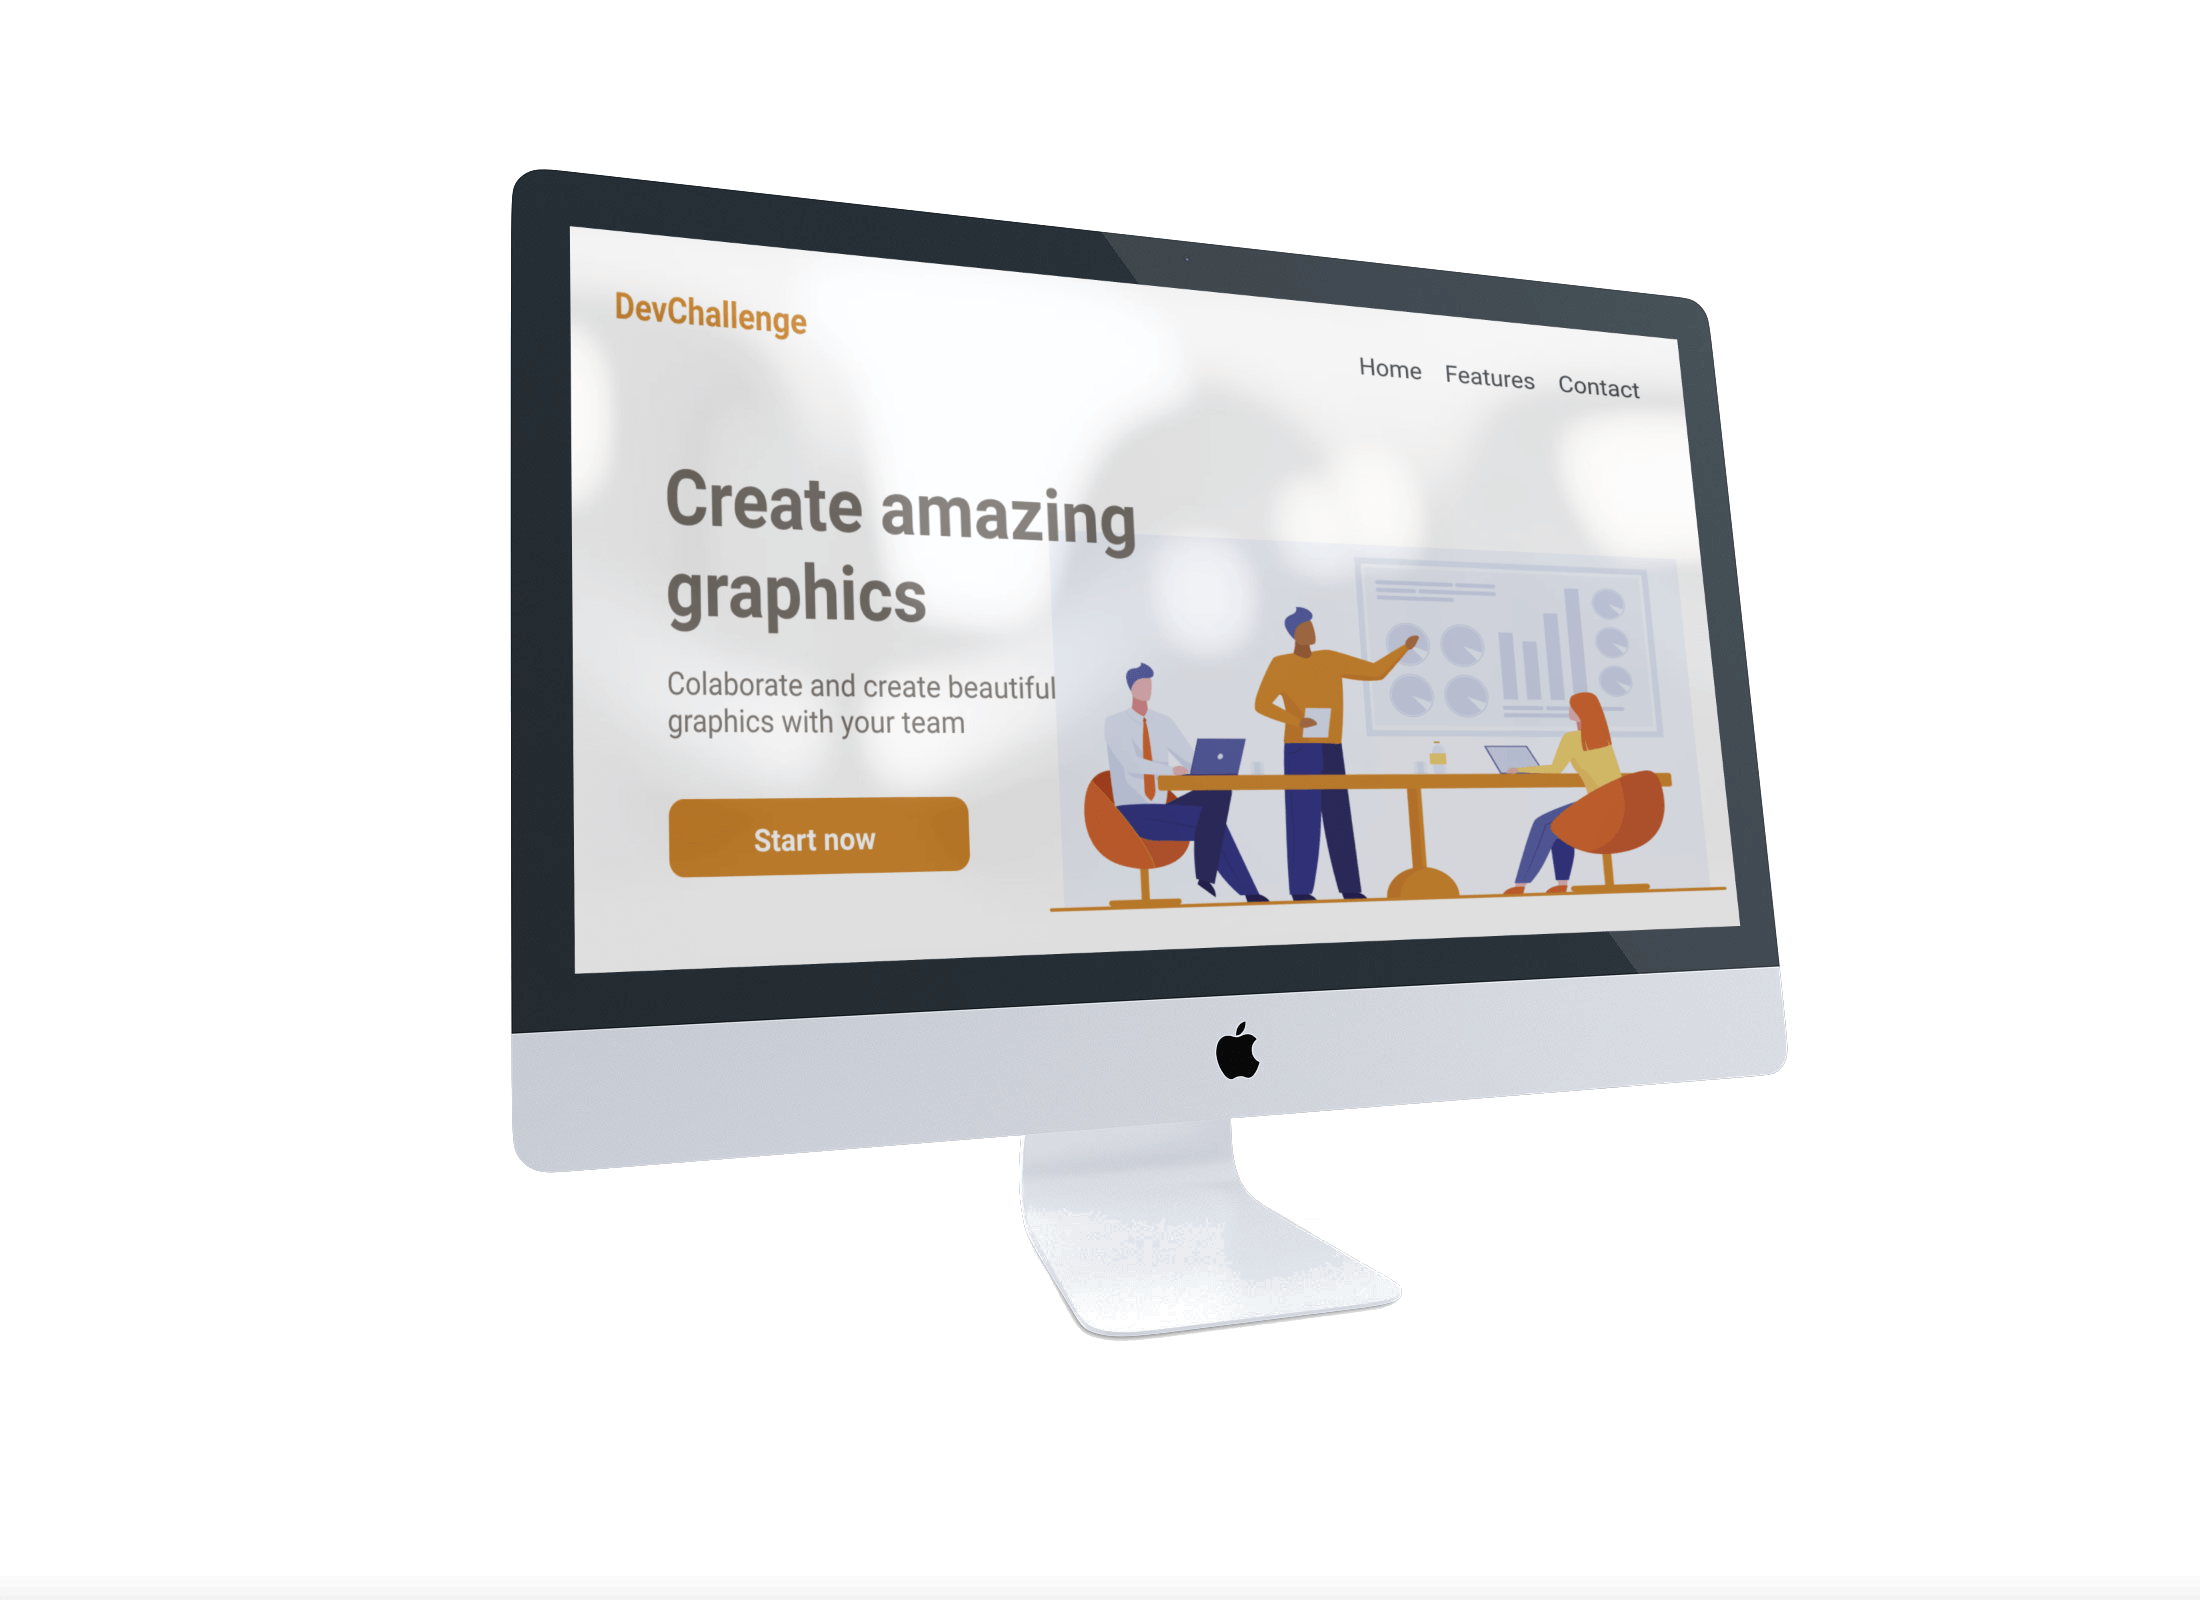 DevChallenge
Home Features Contact
Create amazing
graphics
Colaborate and create beautiful
graphics with your team
Start now